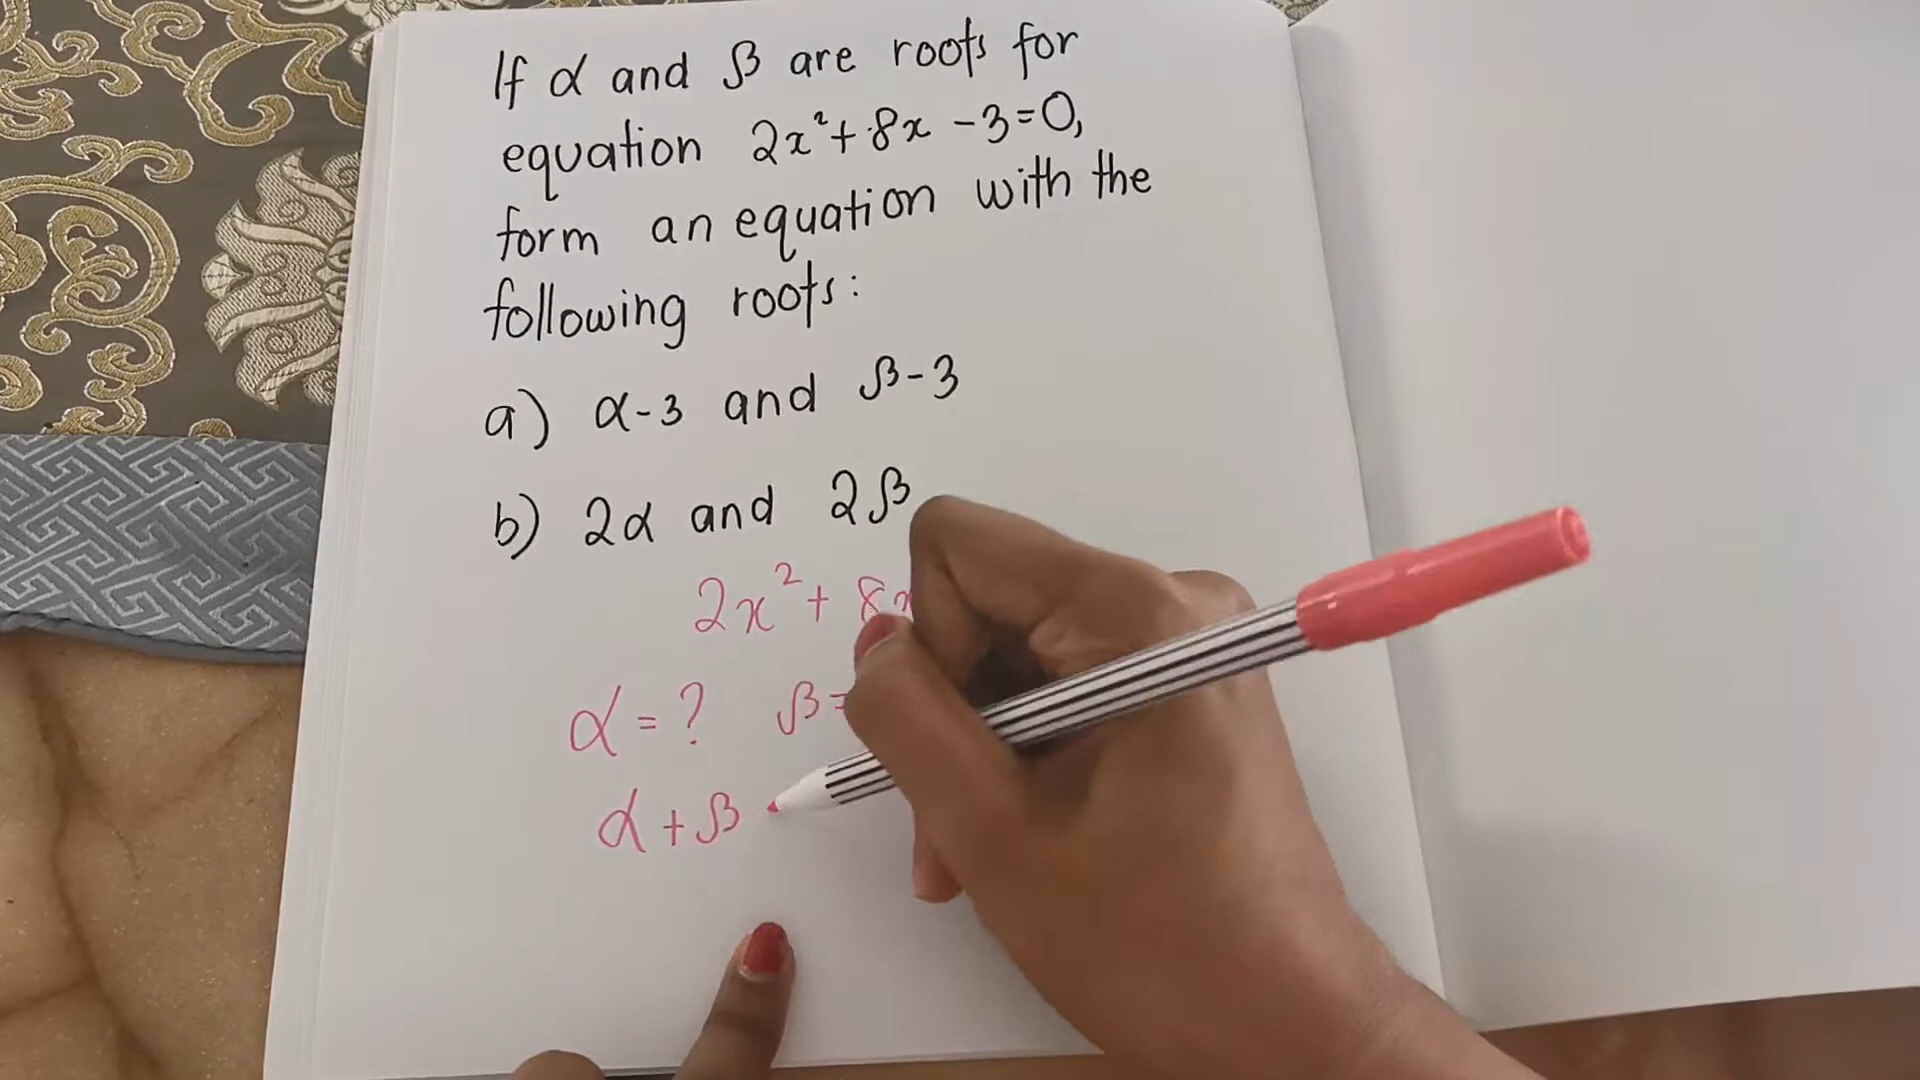 If α and β are roots for
equation 2x²+8x -3=0,
form an equation with the
following roots:
a) α-3 and β-3
b) 2α and 2β
2x²+ 8x
α = ? β=
α+β